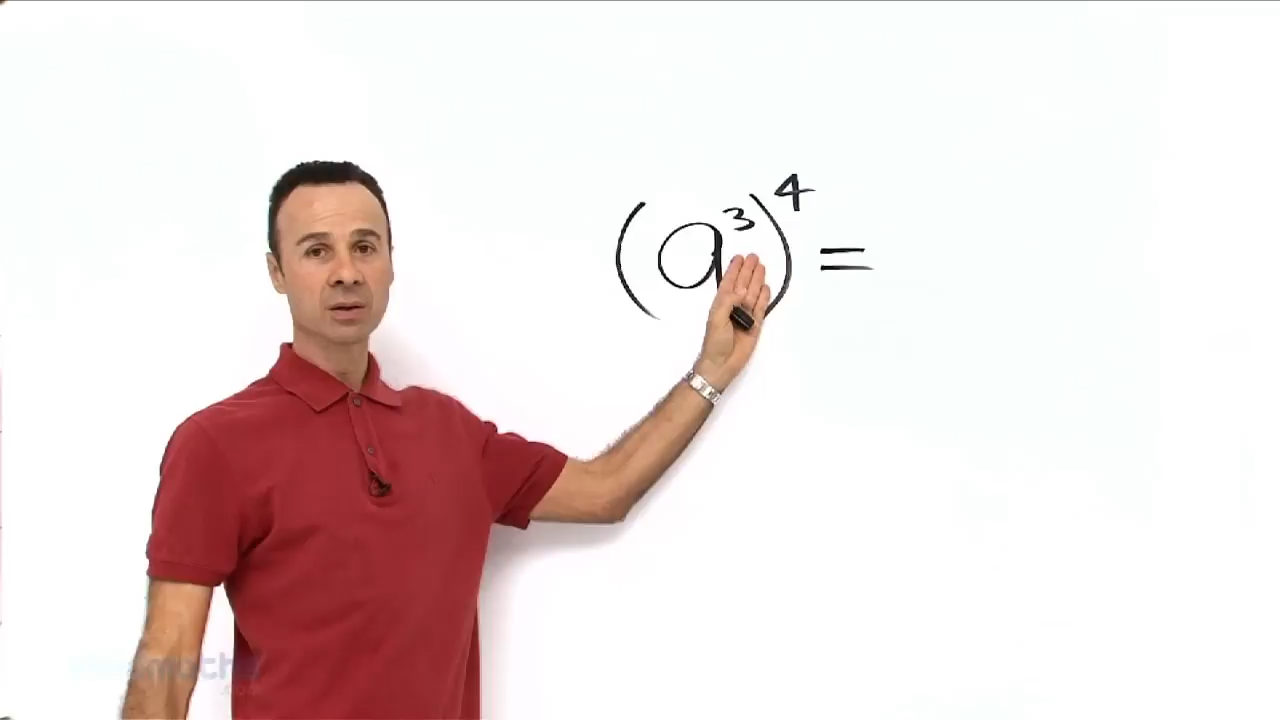 (a³)⁴ =